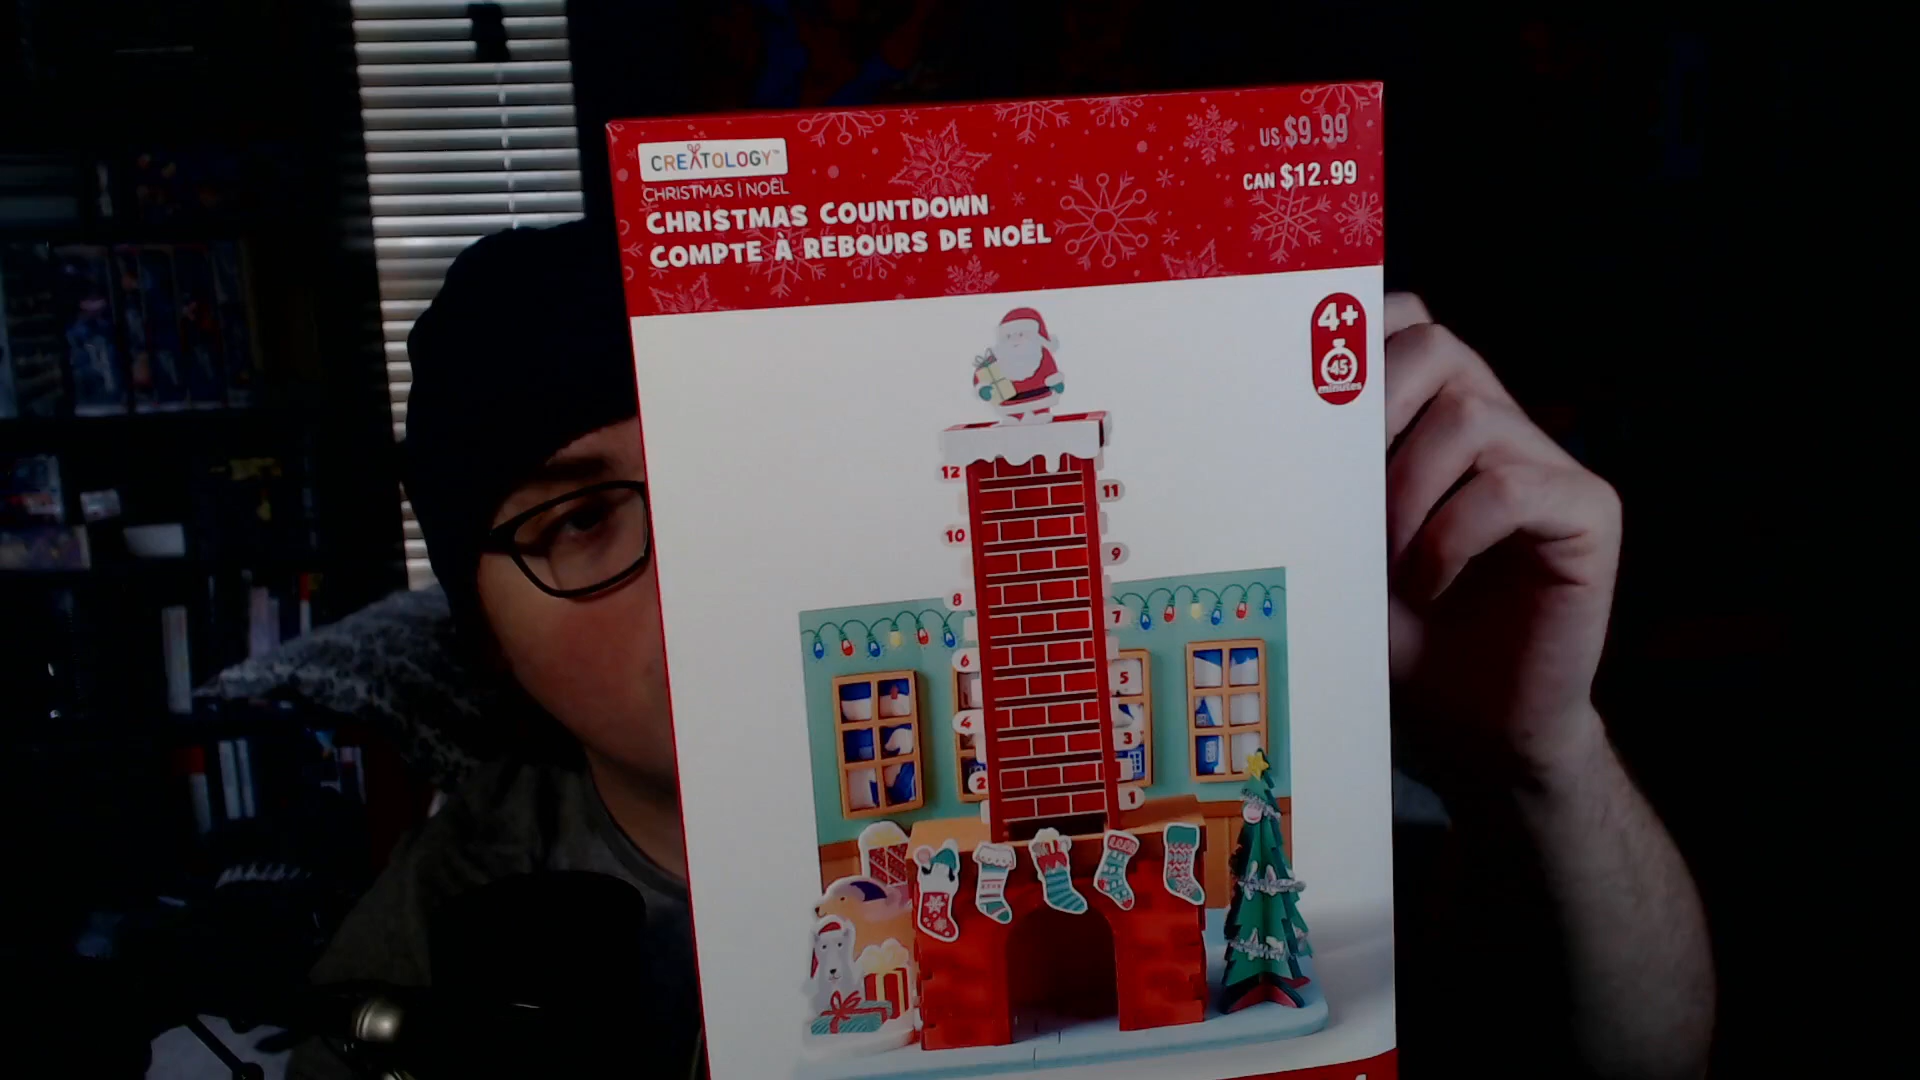 CREATOLOGY™
CHRISTMAS | NOËL
CHRISTMAS COUNTDOWN
COMPTE À REBOURS DE NOËL
US $9.99
CAN $12.99
4+
45
minutes
12
11
10
9
8
7
6
5
4
3
2
1